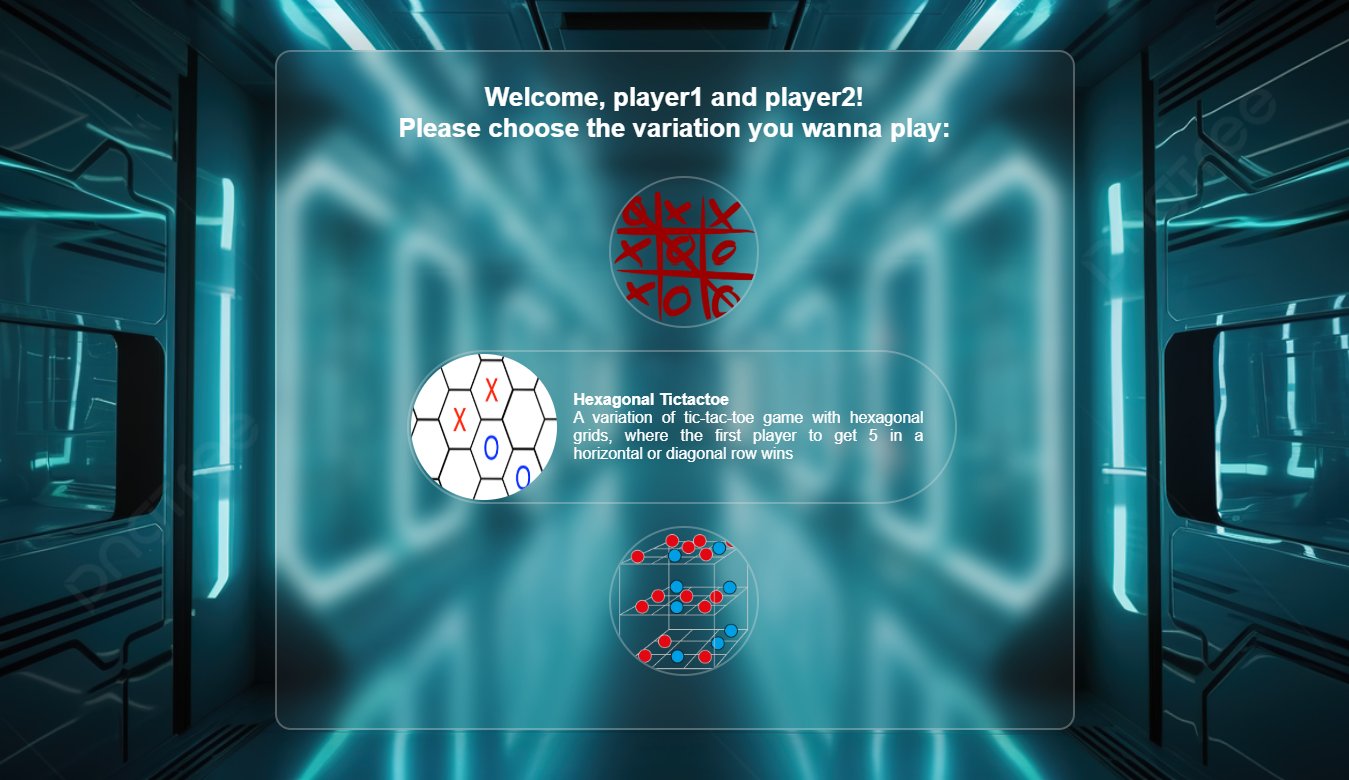 Welcome, player1 and player2!
Please choose the variation you wanna play:
X X
X O
X O
X
X
O
O
Hexagonal Tictactoe
A variation of tic-tac-toe game with hexagonal
grids, where the first player to get 5 in a
horizontal or diagonal row wins
pngtree